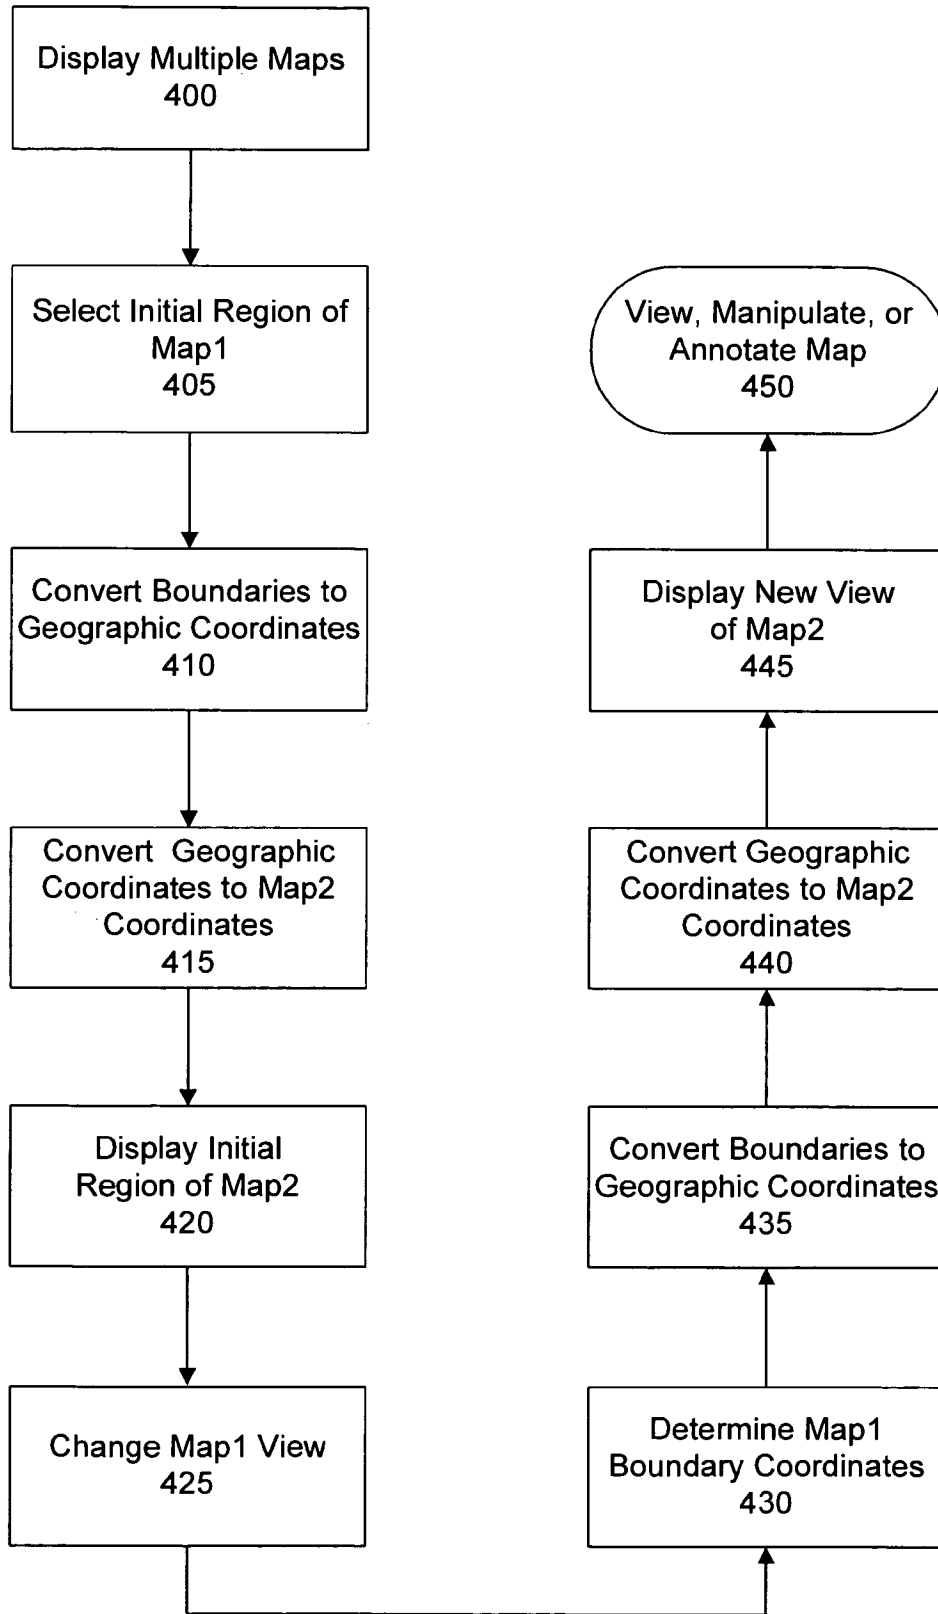 Display Multiple Maps
400
Select Initial Region of
Map1
405
Convert Boundaries to
Geographic Coordinates
410
Convert Geographic
Coordinates to Map2
Coordinates
415
Display Initial
Region of Map2
420
Change Map1 View
425
Determine Map1
Boundary Coordinates
430
Convert Boundaries to
Geographic Coordinates
435
Convert Geographic
Coordinates to Map2
Coordinates
440
Display New View
of Map2
445
View, Manipulate, or
Annotate Map
450